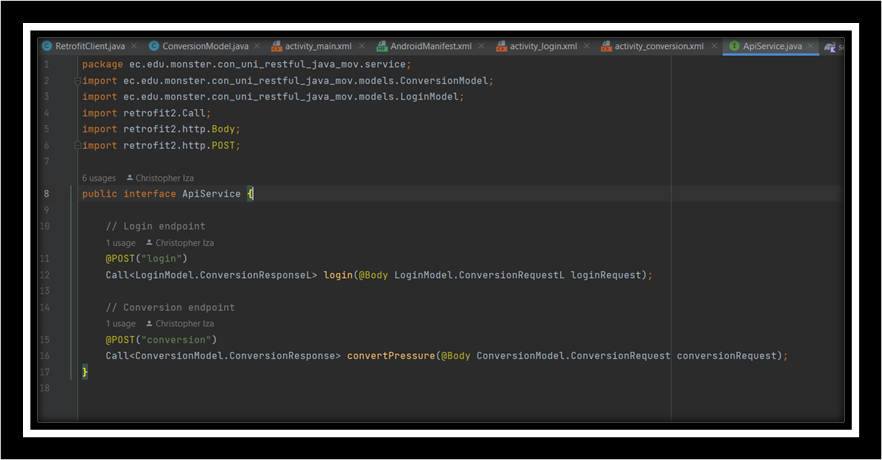 RetrofitClient.java ConversionModel.java activity_main.xml AndroidManifest.xml activity_login.xml activity_conversion.xml ApiService.java
1 package ec.edu.monster.con_uni_restful_java_mov.service;
2 import ec.edu.monster.con_uni_restful_java_mov.models.ConversionModel;
3 import ec.edu.monster.con_uni_restful_java_mov.models.LoginModel;
4 import retrofit2.Call;
5 import retrofit2.http.Body;
6 import retrofit2.http.POST;
7
6 usages Christopher Iza
8 public interface ApiService {
9
10 // Login endpoint
1 usage Christopher Iza
11 @POST("login")
12 Call<LoginModel.ConversionResponseL> login(@Body LoginModel.ConversionRequestL loginRequest);
13
14 // Conversion endpoint
1 usage Christopher Iza
15 @POST("conversion")
16 Call<ConversionModel.ConversionResponse> convertPressure(@Body ConversionModel.ConversionRequest conversionRequest);
17 }
18